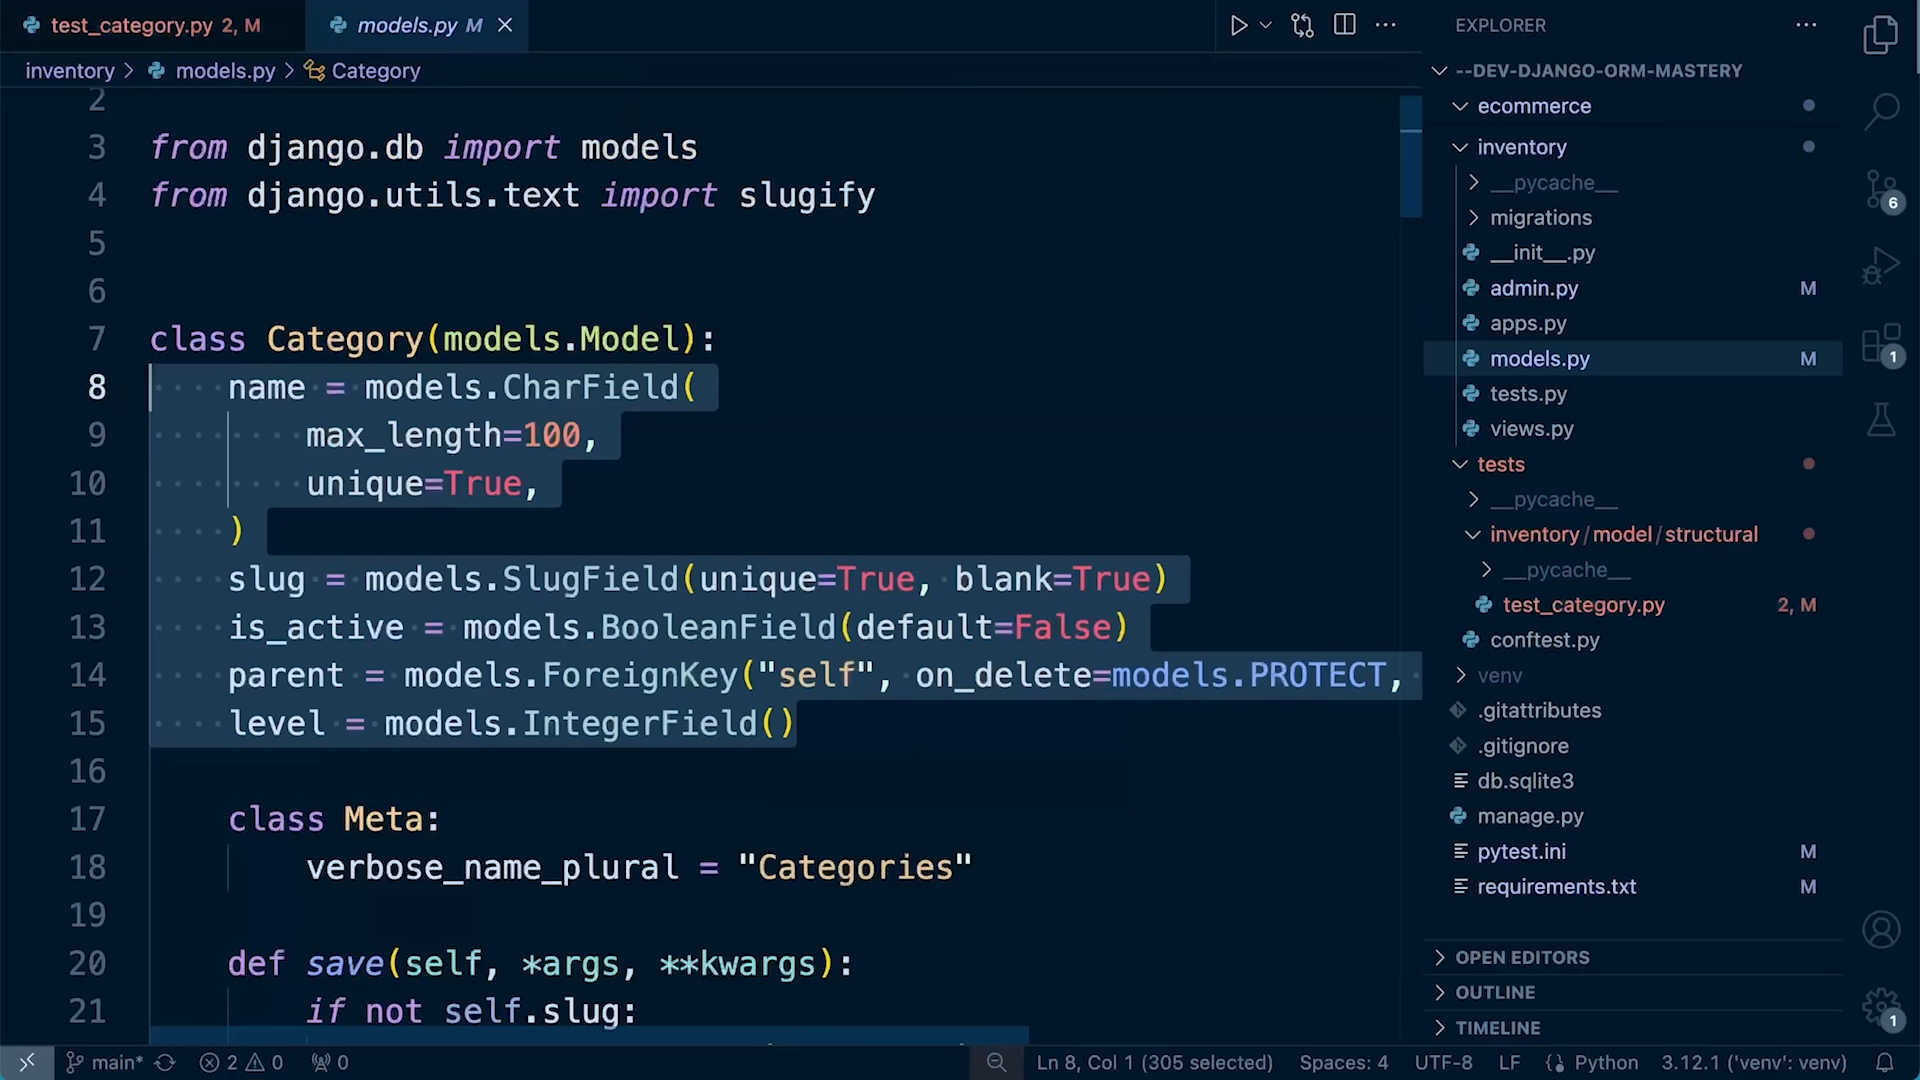 test_category.py 2, M
models.py M
inventory > models.py > Category
2
3 from django.db import models
4 from django.utils.text import slugify
5
6
7 class Category(models.Model):
8 name = models.CharField(
9 max_length=100,
10 unique=True,
11 )
12 slug = models.SlugField(unique=True, blank=True)
13 is_active = models.BooleanField(default=False)
14 parent = models.ForeignKey("self", on_delete=models.PROTECT,
15 level = models.IntegerField()
16
17 class Meta:
18 verbose_name_plural = "Categories"
19
20 def save(self, *args, **kwargs):
21 if not self.slug:
EXPLORER
--DEV-DJANGO-ORM-MASTERY
ecommerce
inventory
__pycache__
migrations
__init__.py
admin.py M
apps.py
models.py M
tests.py
views.py
tests
__pycache__
inventory/model/structural
__pycache__
test_category.py 2, M
conftest.py
venv
.gitattributes
.gitignore
db.sqlite3
manage.py
pytest.ini M
requirements.txt M
OPEN EDITORS
OUTLINE
TIMELINE
6
1
1
main* 2 0 0 Ln 8, Col 1 (305 selected) Spaces: 4 UTF-8 LF Python 3.12.1 ('venv': venv)